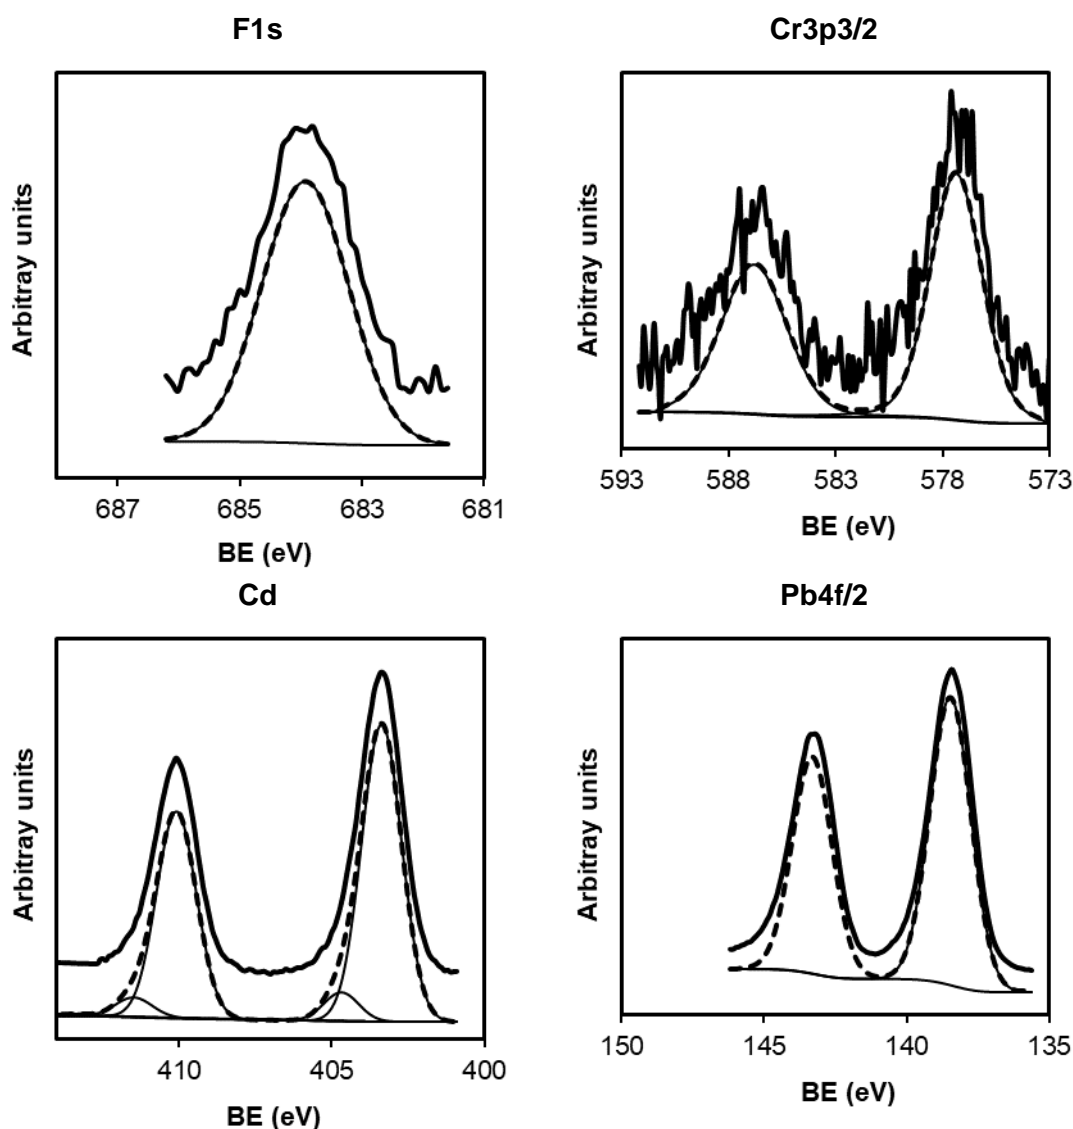 F1s
Arbitray units
687 685 683 681
BE (eV)
Cr3p3/2
Arbitray units
593 588 583 578 573
BE (eV)
Cd
Arbitray units
410 405 400
BE (eV)
Pb4f/2
Arbitray units
150 145 140 135
BE (eV)